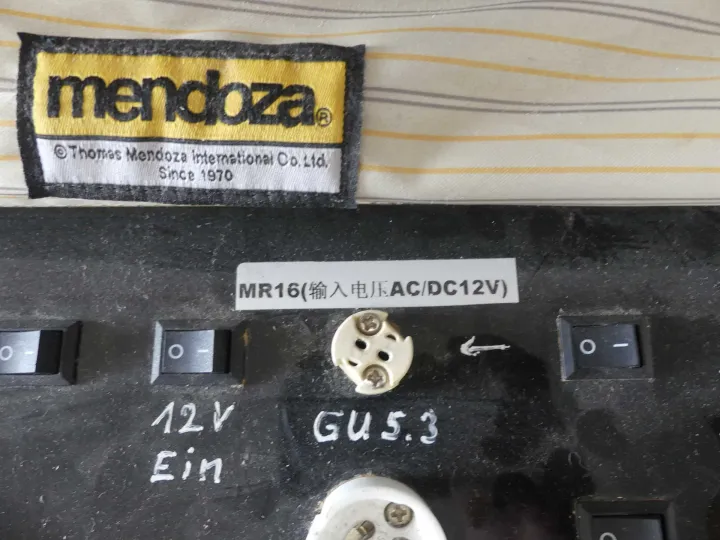 mendoza®
© Thomas Mendoza International Co. Ltd.
Since 1970
MR16(输入电压AC/DC12V)
12V
Ein
GU5.3